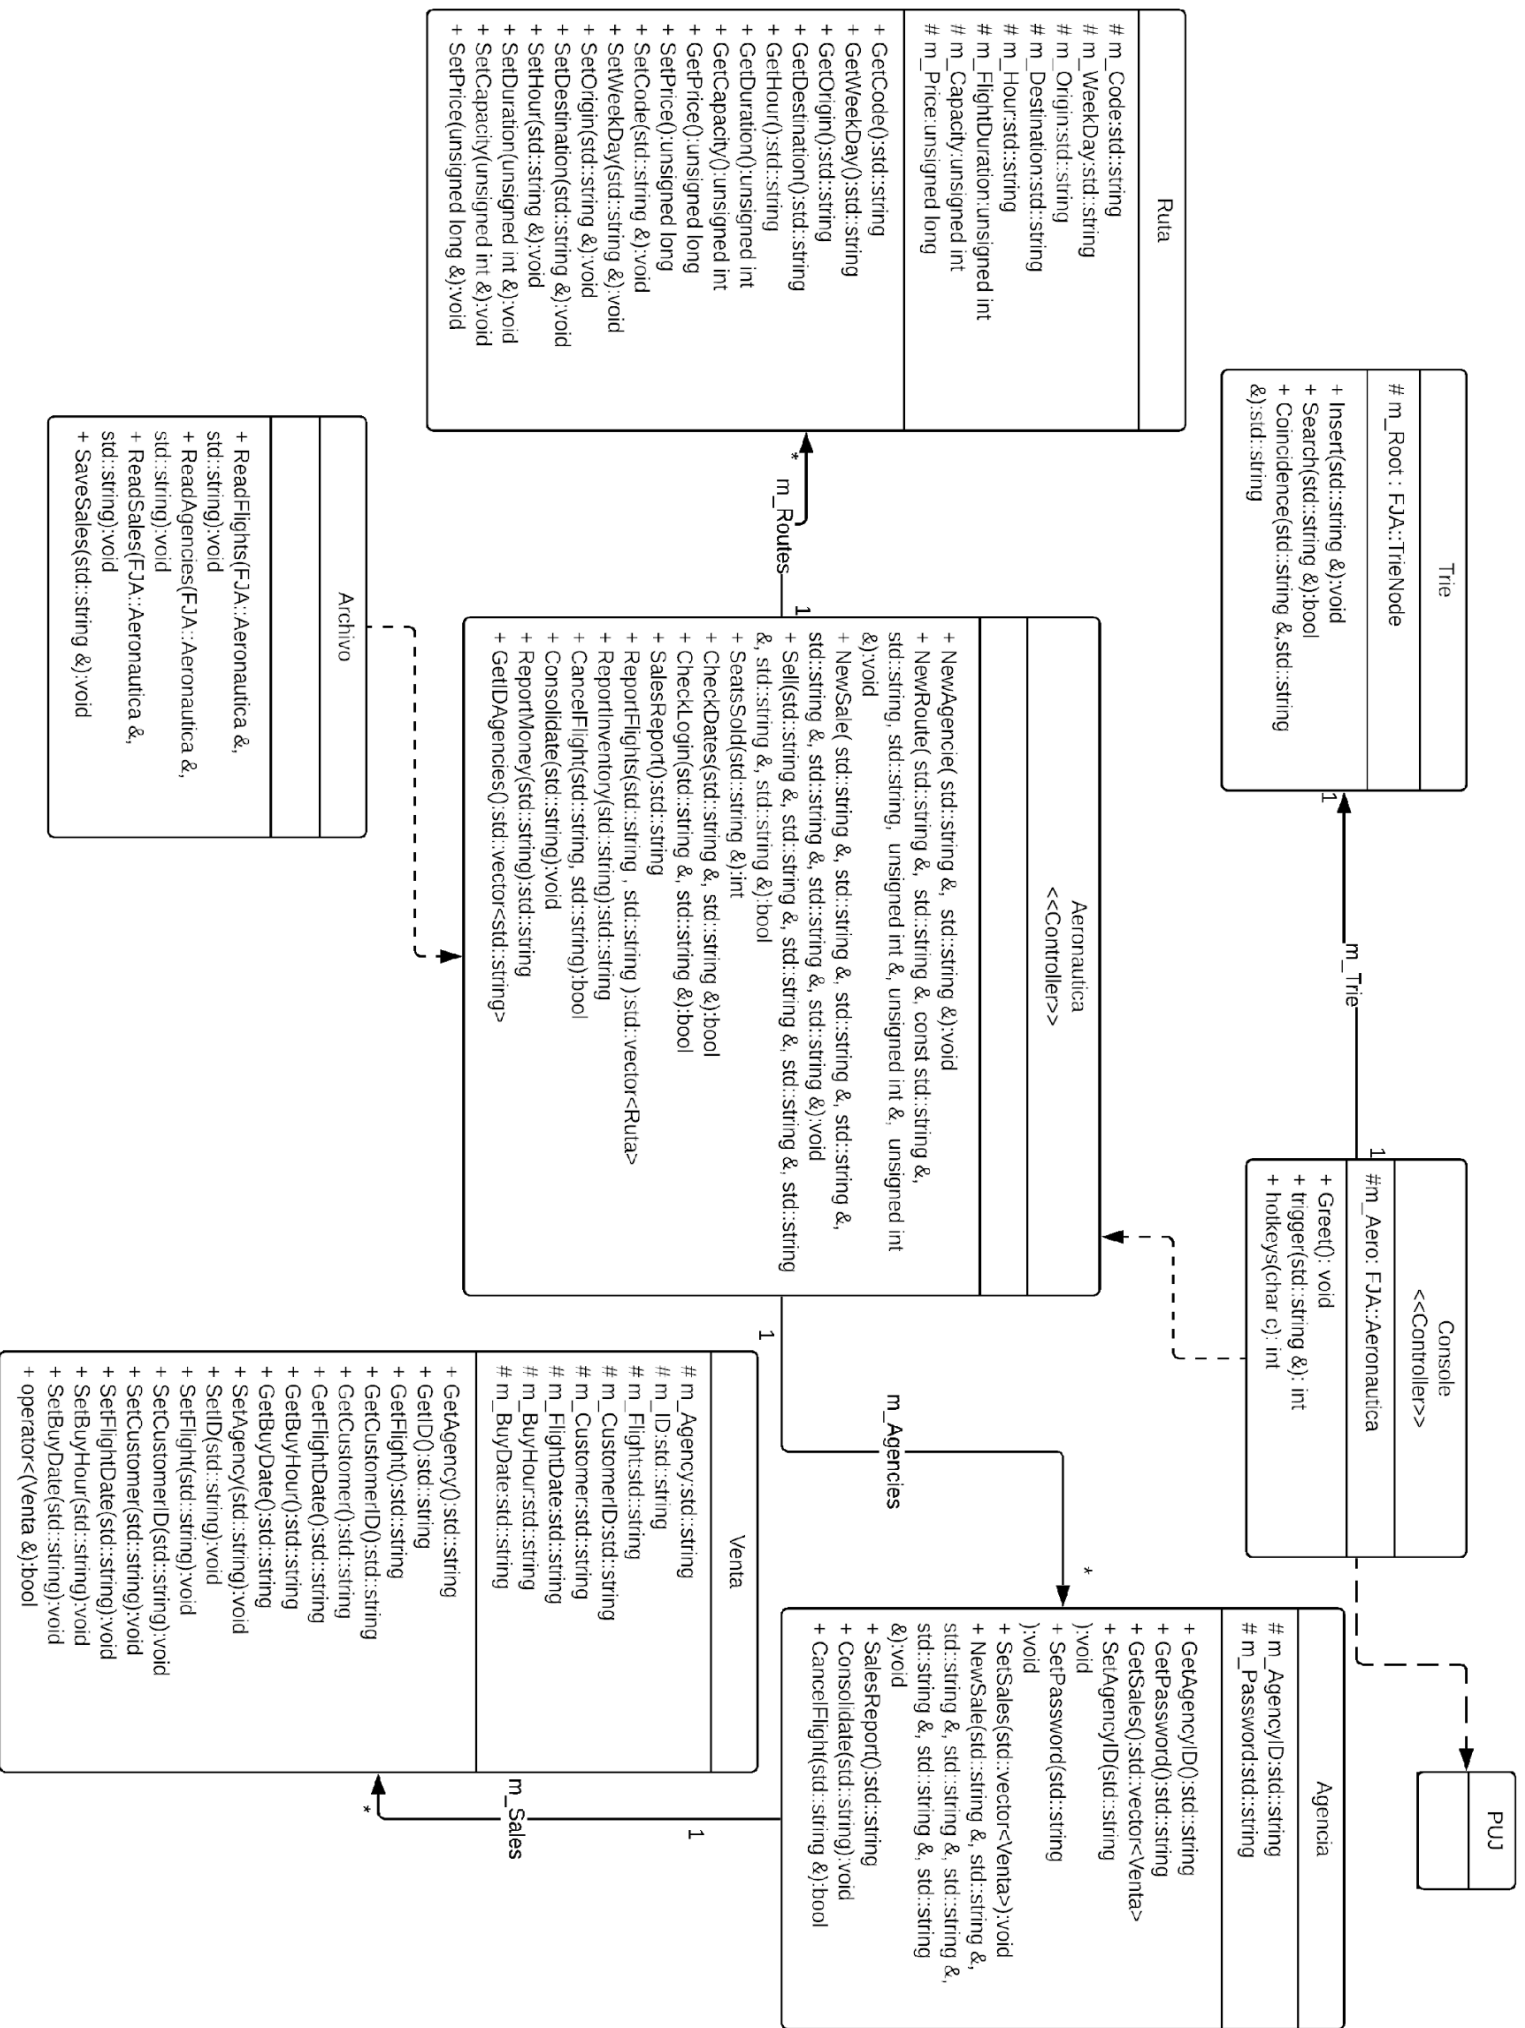 Trie
# m_Root : FJA::TrieNode
+ Insert(std::string &):void
+ Search(std::string &):bool
+ Coincidence(std::string &,std::string
&):std::string
1
m_Trie
1
Console
<<Controller>>
#m_Aero: FJA::Aeronautica
+ Greet(): void
+ trigger(std::string &): int
+ hotkeys(char c): int
PUJ
Ruta
# m_Code:std::string
# m_WeekDay:std::string
# m_Origin:std::string
# m_Destination:std::string
# m_Hour:std::string
# m_FlightDuration:unsigned int
# m_Capacity:unsigned int
# m_Price:unsigned long
+ GetCode():std::string
+ GetWeekDay():std::string
+ GetOrigin():std::string
+ GetDestination():std::string
+ GetHour():std::string
+ GetDuration():unsigned int
+ GetCapacity():unsigned int
+ GetPrice():unsigned long
+ SetPrice():unsigned long
+ SetCode(std::string &):void
+ SetWeekDay(std::string &):void
+ SetOrigin(std::string &):void
+ SetDestination(std::string &):void
+ SetHour(std::string &):void
+ SetDuration(unsigned int &):void
+ SetCapacity(unsigned int &):void
+ SetPrice(unsigned long &):void
*
m_Routes
1
Aeronautica
<<Controller>>
+ NewAgencie( std::string &,  std::string &):void
+ NewRoute( std::string &,  std::string &, const std::string &,
std::string, std::string,  unsigned int &, unsigned int &,  unsigned int
&):void
+ NewSale( std::string &, std::string &, std::string &, std::string &,
std::string &, std::string &, std::string &, std::string &):void
+ Sell(std::string &, std::string &, std::string &, std::string &, std::string
&, std::string &, std::string &):bool
+ SeatsSold(std::string &):int
+ CheckDates(std::string &, std::string &):bool
+ CheckLogin(std::string &, std::string &):bool
+ SalesReport():std::string
+ ReportFlights(std::string , std::string ):std::vector<Ruta>
+ ReportInventory(std::string):std::string
+ CancelFlight(std::string, std::string):bool
+ Consolidate(std::string):void
+ ReportMoney(std::string):std::string
+ GetIDAgencies():std::vector<std::string>
1
m_Agencies
*
Agencia
# m_AgencyID:std::string
# m_Password:std::string
+ GetAgencyID():std::string
+ GetPassword():std::string
+ GetSales():std::vector<Venta>
+ SetAgencyID(std::string
):void
+ SetPassword(std::string
):void
+ SetSales(std::vector<Venta>):void
+ NewSale(std::string &, std::string &,
std::string &, std::string &, std::string &,
std::string &, std::string &, std::string
&):void
+ SalesReport():std::string
+ Consolidate(std::string):void
+ CancelFlight(std::string &):bool
1
m_Sales
*
Archivo
+ ReadFlights(FJA::Aeronautica &,
std::string):void
+ ReadAgencies(FJA::Aeronautica &,
std::string):void
+ ReadSales(FJA::Aeronautica &,
std::string):void
+ SaveSales(std::string &):void
Venta
# m_Agency:std::string
# m_ID:std::string
# m_Flight:std::string
# m_CustomerID:std::string
# m_Customer:std::string
# m_FlightDate:std::string
# m_BuyHour:std::string
# m_BuyDate:std::string
+ GetAgency():std::string
+ GetID():std::string
+ GetFlight():std::string
+ GetCustomerID():std::string
+ GetCustomer():std::string
+ GetFlightDate():std::string
+ GetBuyHour():std::string
+ GetBuyDate():std::string
+ SetAgency(std::string):void
+ SetID(std::string):void
+ SetFlight(std::string):void
+ SetCustomerID(std::string):void
+ SetCustomer(std::string):void
+ SetFlightDate(std::string):void
+ SetBuyHour(std::string):void
+ SetBuyDate(std::string):void
+ operator<(Venta &):bool